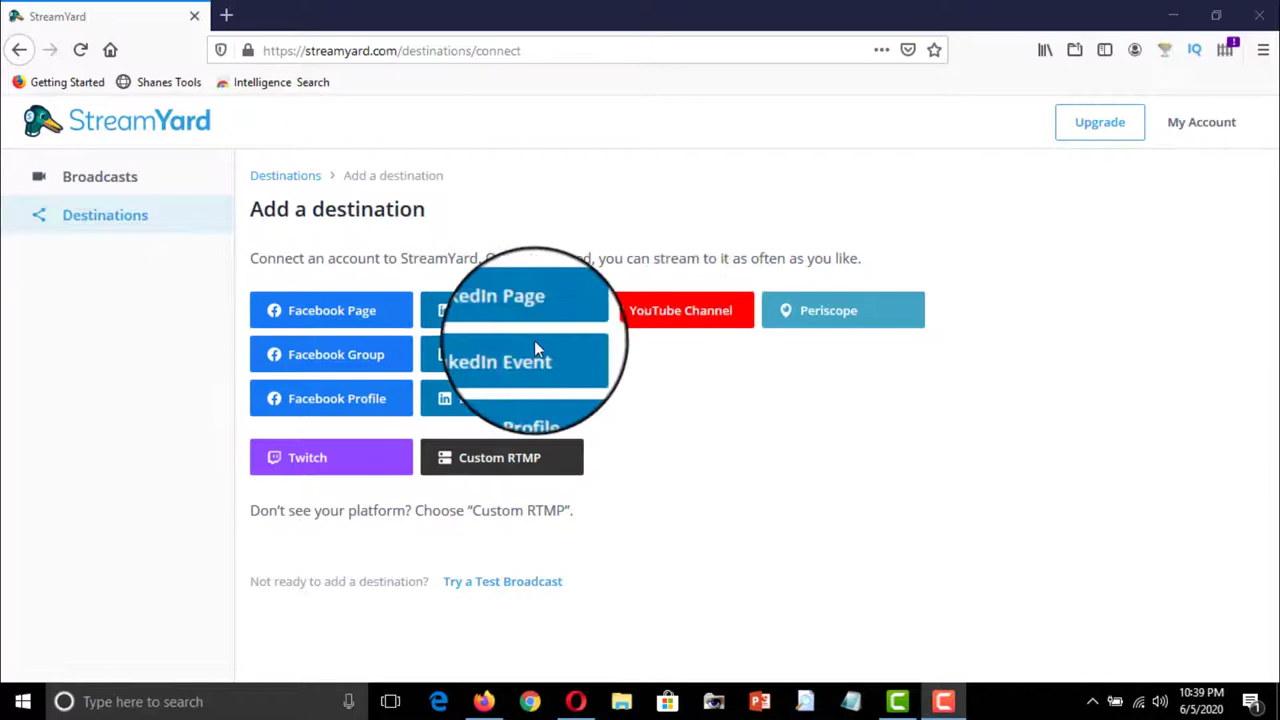 StreamYard
https://streamyard.com/destinations/connect
Getting Started
Shanes Tools
Intelligence Search
IQ
StreamYard
Upgrade
My Account
Broadcasts
Destinations
Destinations > Add a destination
Add a destination
Connect an account to StreamYard. you can stream to it as often as you like.
Facebook Page
kedIn Page
YouTube Channel
Periscope
Facebook Group
kedIn Event
Facebook Profile
Profile
Twitch
Custom RTMP
Don't see your platform? Choose “Custom RTMP”.
Not ready to add a destination? Try a Test Broadcast
Type here to search
10:39 PM
6/5/2020